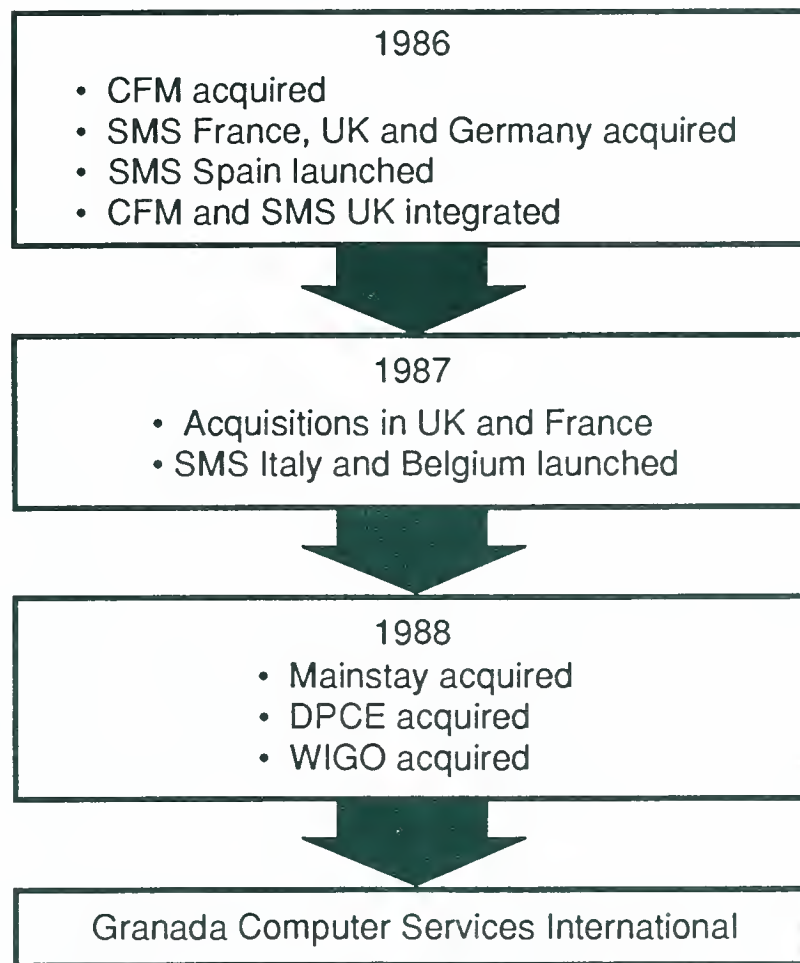 1986
• CFM acquired
• SMS France, UK and Germany acquired
• SMS Spain launched
• CFM and SMS UK integrated
1987
• Acquisitions in UK and France
• SMS Italy and Belgium launched
1988
• Mainstay acquired
• DPCE acquired
• WIGO acquired
Granada Computer Services International